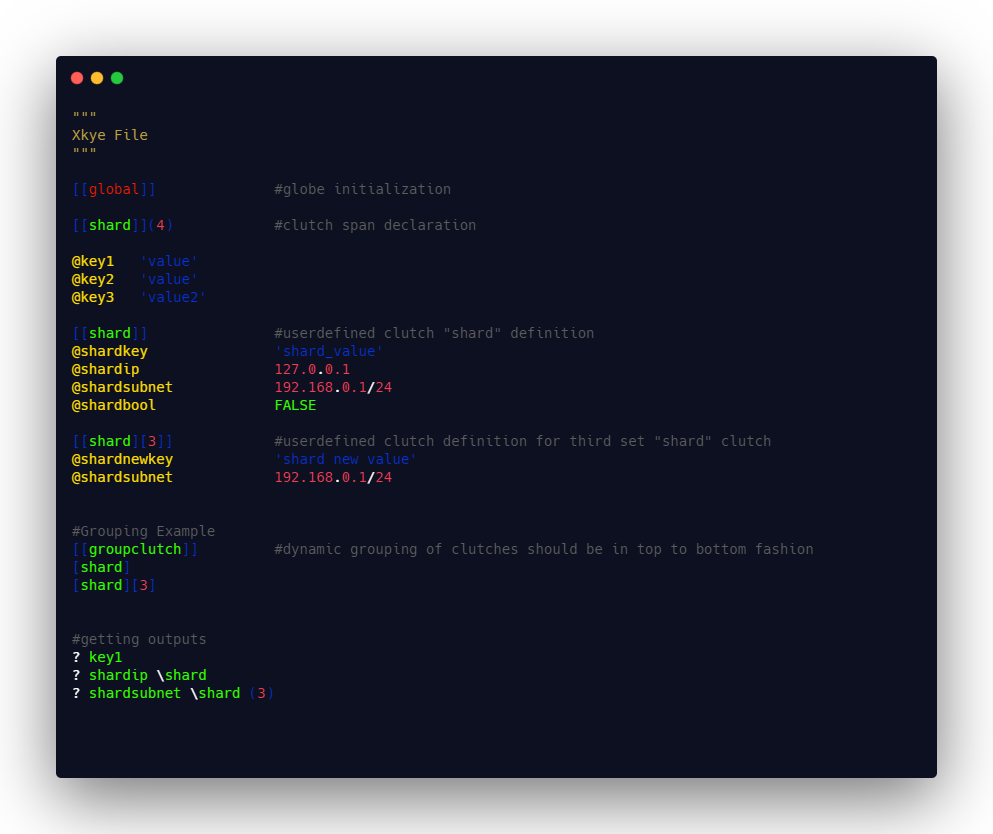 """
Xkye File
"""
[[global]] #globe initialization
[[shard]](4) #clutch span declaration
@key1 'value'
@key2 'value'
@key3 'value2'
[[shard]] #userdefined clutch "shard" definition
@shardkey 'shard_value'
@shardip 127.0.0.1
@shardsubnet 192.168.0.1/24
@shardbool FALSE
[[shard][3]] #userdefined clutch definition for third set "shard" clutch
@shardnewkey 'shard new value'
@shardsubnet 192.168.0.1/24
#Grouping Example
[[groupclutch]] #dynamic grouping of clutches should be in top to bottom fashion
[shard]
[shard][3]
#getting outputs
? key1
? shardip \shard
? shardsubnet \shard (3)